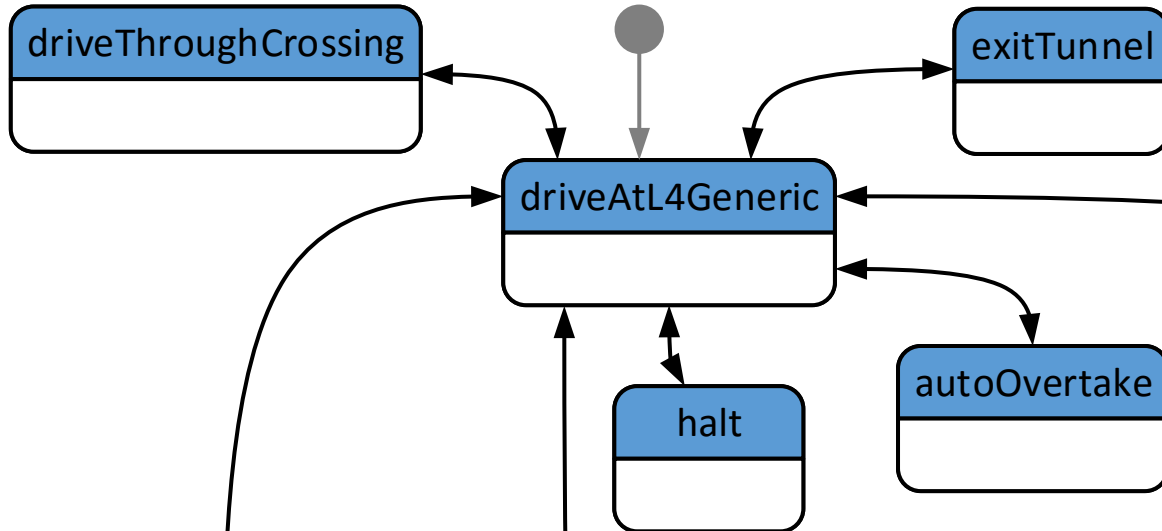 driveThroughCrossing
exitTunnel
driveAtL4Generic
autoOvertake
halt